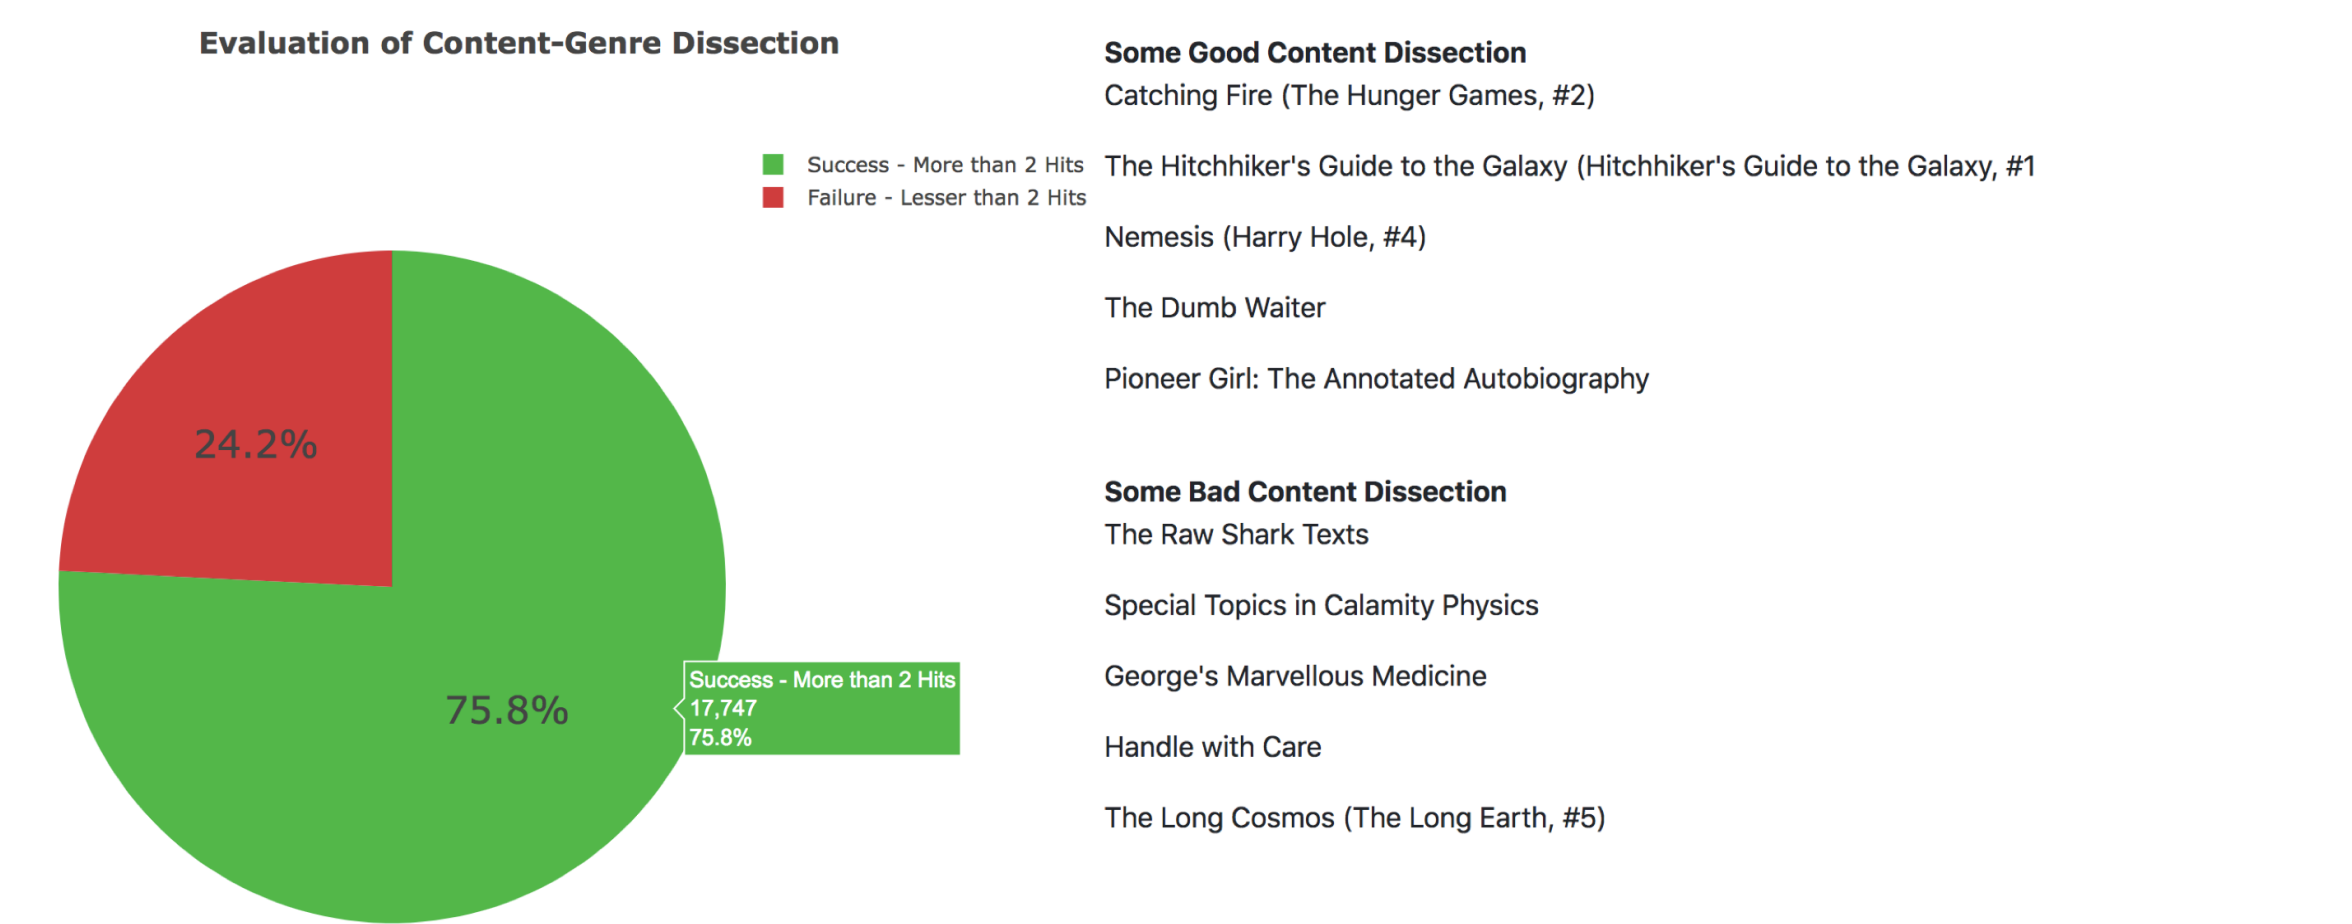 Evaluation of Content-Genre Dissection
Success - More than 2 Hits
Failure - Lesser than 2 Hits
24.2%
75.8%
Success - More than 2 Hits
17,747
75.8%
Some Good Content Dissection
Catching Fire (The Hunger Games, #2)
The Hitchhiker's Guide to the Galaxy (Hitchhiker's Guide to the Galaxy, #1
Nemesis (Harry Hole, #4)
The Dumb Waiter
Pioneer Girl: The Annotated Autobiography
Some Bad Content Dissection
The Raw Shark Texts
Special Topics in Calamity Physics
George's Marvellous Medicine
Handle with Care
The Long Cosmos (The Long Earth, #5)